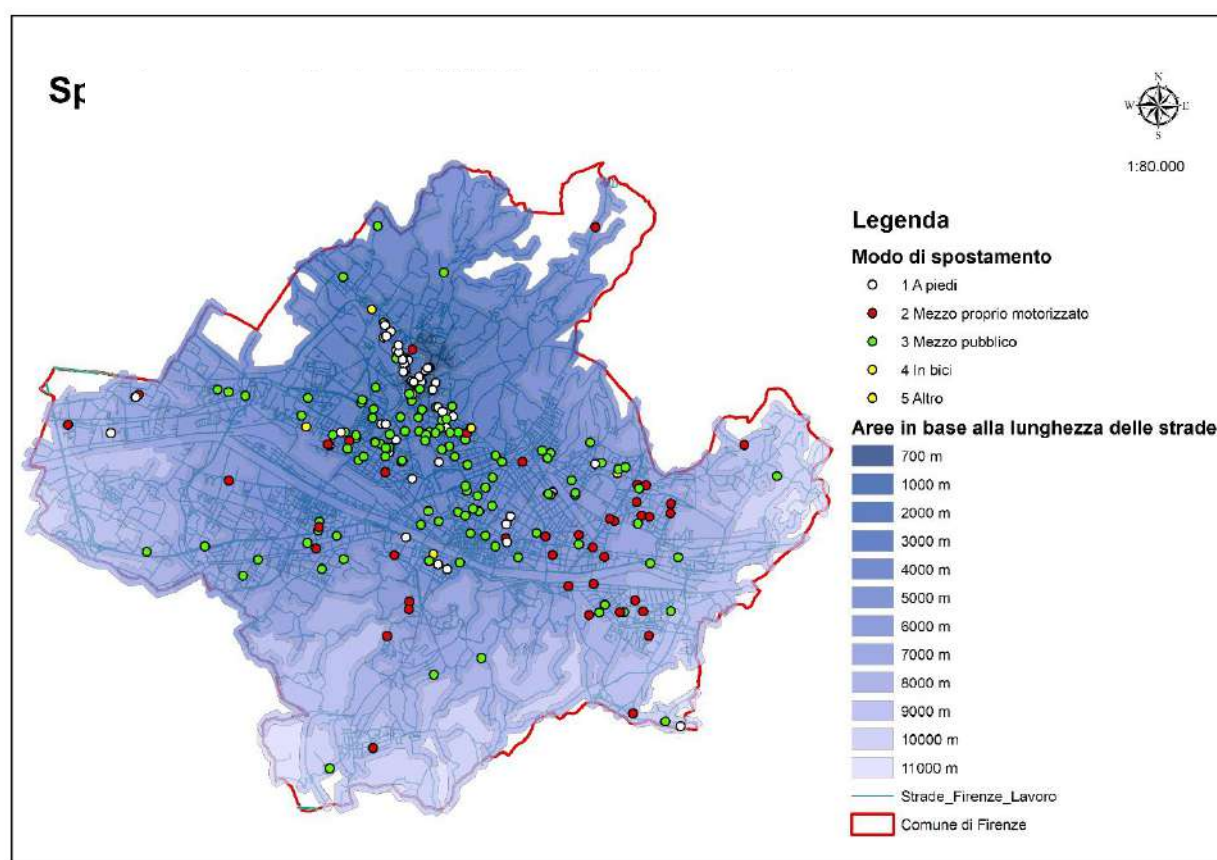 Sp
N
W E
S
1:80.000
Legenda
Modo di spostamento
1 A piedi
2 Mezzo proprio motorizzato
3 Mezzo pubblico
4 In bici
5 Altro
Aree in base alla lunghezza delle strade
700 m
1000 m
2000 m
3000 m
4000 m
5000 m
6000 m
7000 m
8000 m
9000 m
10000 m
11000 m
Strade_Firenze_Lavoro
Comune di Firenze